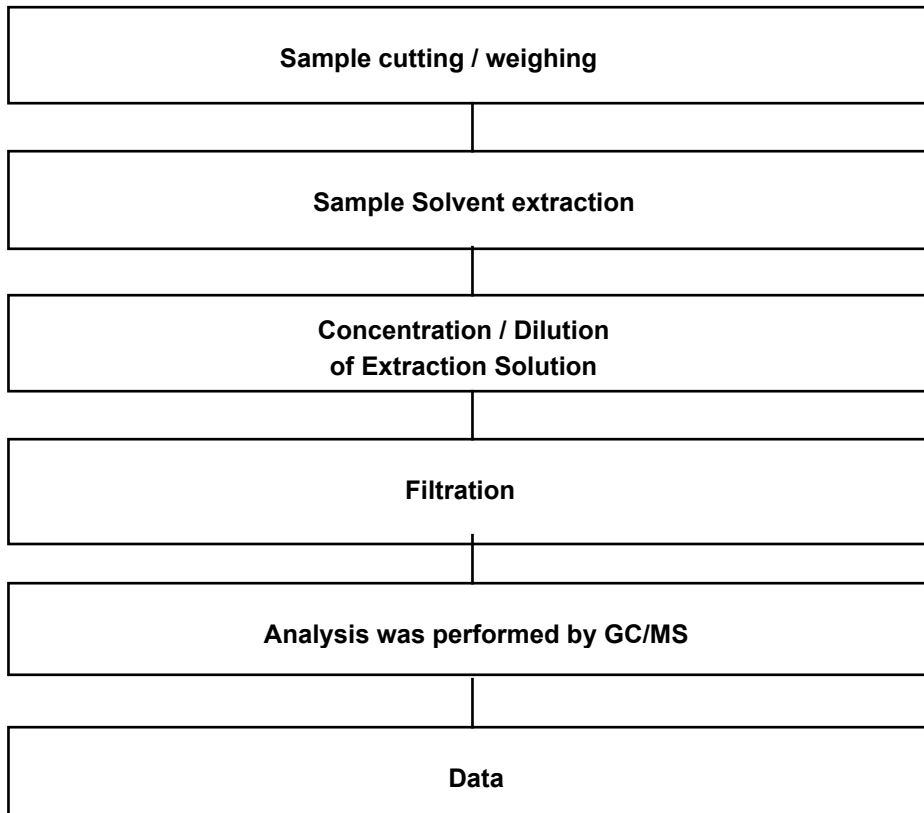 Sample cutting / weighing
Sample Solvent extraction
Concentration / Dilution
of Extraction Solution
Filtration
Analysis was performed by GC/MS
Data